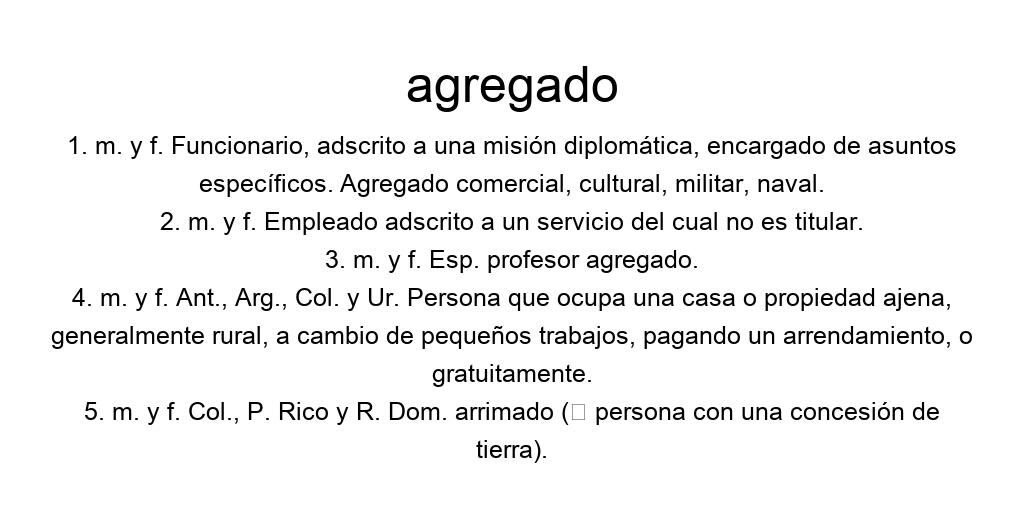 agregado
1. m. y f. Funcionario, adscrito a una misión diplomática, encargado de asuntos
específicos. Agregado comercial, cultural, militar, naval.
2. m. y f. Empleado adscrito a un servicio del cual no es titular.
3. m. y f. Esp. profesor agregado.
4. m. y f. Ant., Arg., Col. y Ur. Persona que ocupa una casa o propiedad ajena,
generalmente rural, a cambio de pequeños trabajos, pagando un arrendamiento, o
gratuitamente.
5. m. y f. Col., P. Rico y R. Dom. arrimado (▯ persona con una concesión de
tierra).